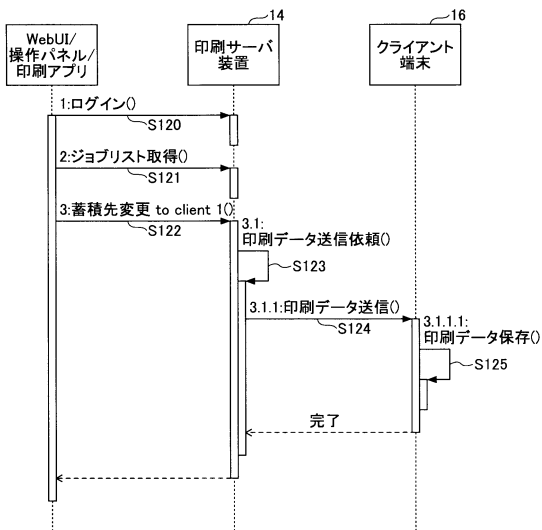 WebUI/
操作パネル/
印刷アプリ
14
印刷サーバ
装置
16
クライアント
端末
1:ログイン()
S120
2:ジョブリスト取得()
S121
3:蓄積先変更 to client 1()
S122
3.1:
印刷データ送信依頼()
S123
3.1.1:印刷データ送信()
S124
3.1.1.1:
印刷データ保存()
S125
完了